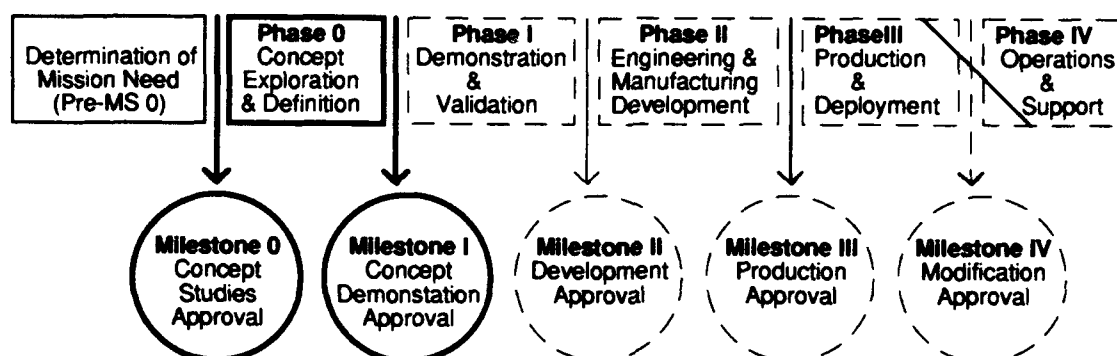 Determination of
Mission Need
(Pre-MS 0)
Phase 0
Concept
Exploration
& Definition
Phase I
Demonstration
&
Validation
Phase II
Engineering &
Manufacturing
Development
PhaseIII
Production
&
Deployment
Phase IV
Operations
&
Support
Milestone 0
Concept
Studies
Approval
Milestone I
Concept
Demonstation
Approval
Milestone II
Development
Approval
Milestone III
Production
Approval
Milestone IV
Modification
Approval